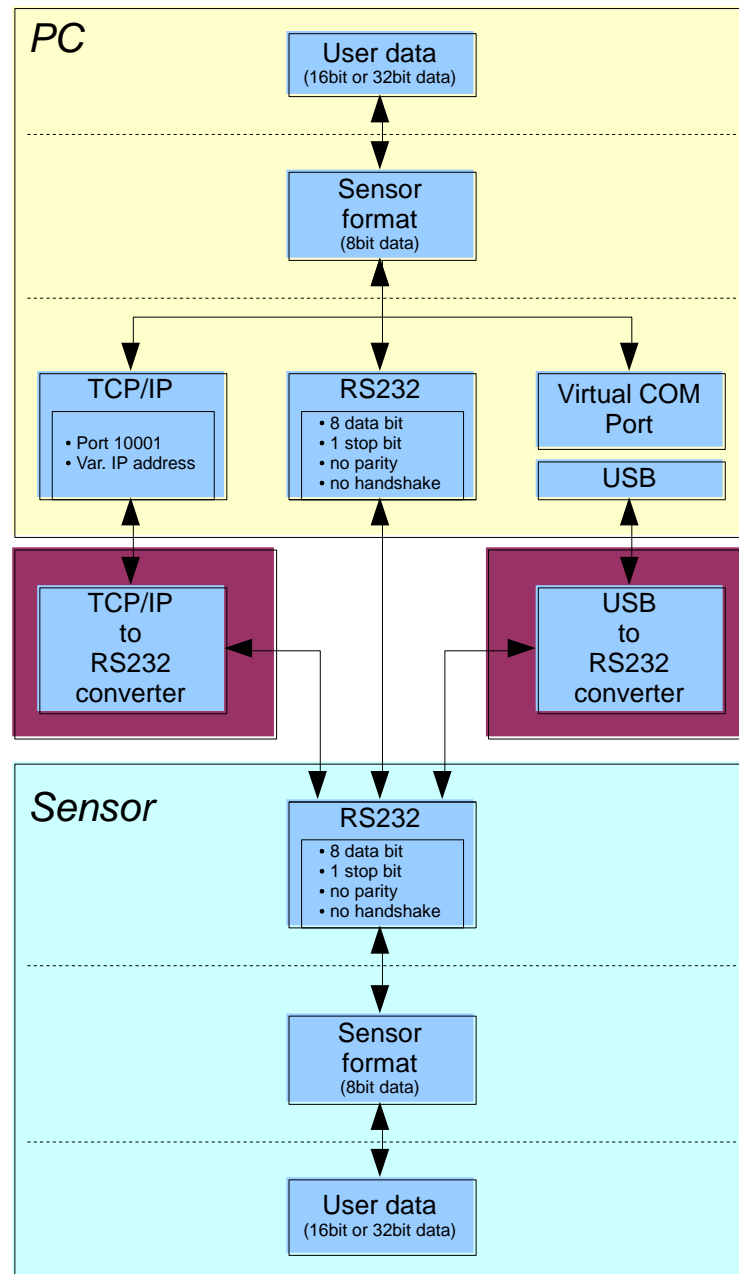 PC
User data
(16bit or 32bit data)
Sensor
format
(8bit data)
TCP/IP
• Port 10001
• Var. IP address
RS232
• 8 data bit
• 1 stop bit
• no parity
• no handshake
Virtual COM
Port
USB
TCP/IP
to
RS232
converter
USB
to
RS232
converter
Sensor
RS232
• 8 data bit
• 1 stop bit
• no parity
• no handshake
Sensor
format
(8bit data)
User data
(16bit or 32bit data)